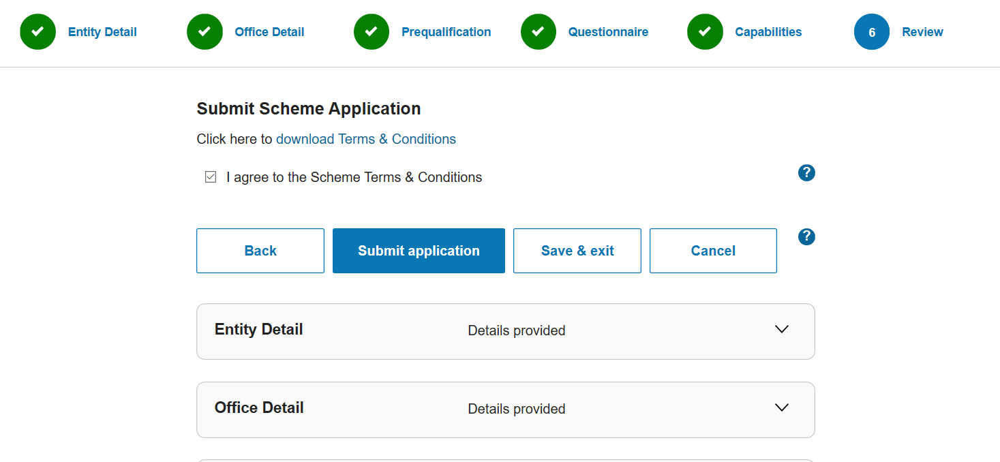 Entity Detail
Office Detail
Prequalification
Questionnaire
Capabilities
6
Review
Submit Scheme Application
Click here to download Terms & Conditions
I agree to the Scheme Terms & Conditions
?
Back
Submit application
Save & exit
Cancel
?
Entity Detail
Details provided
Office Detail
Details provided